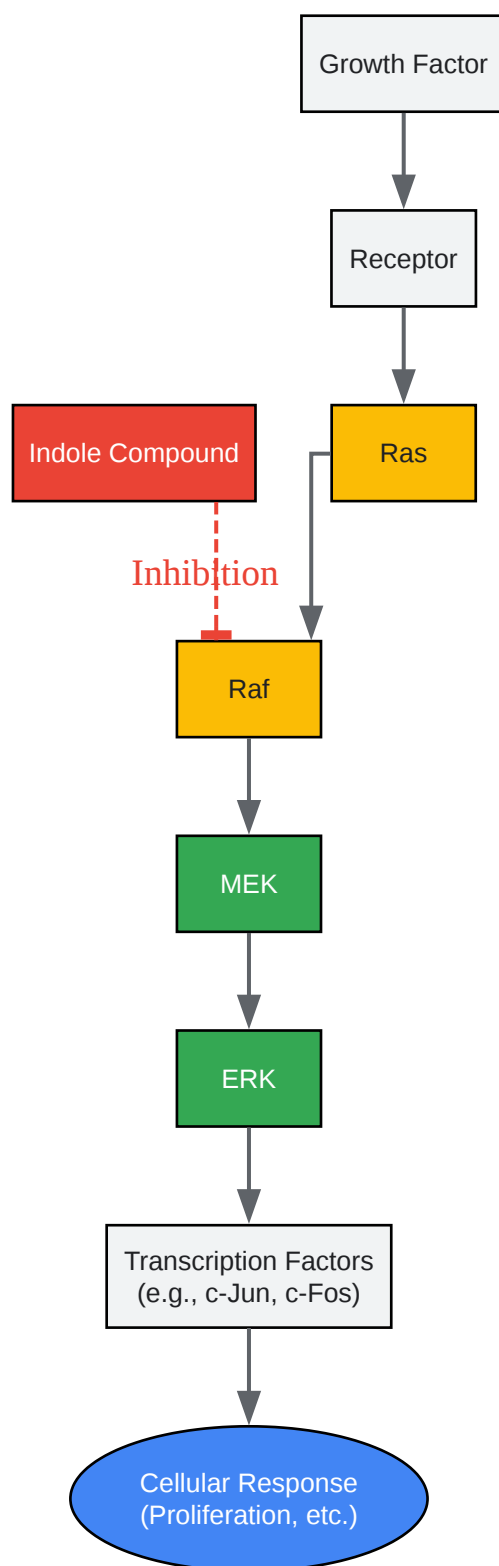 Growth Factor
Receptor
Indole Compound
Ras
Inhibition
Raf
MEK
ERK
Transcription Factors
(e.g., c-Jun, c-Fos)
Cellular Response
(Proliferation, etc.)